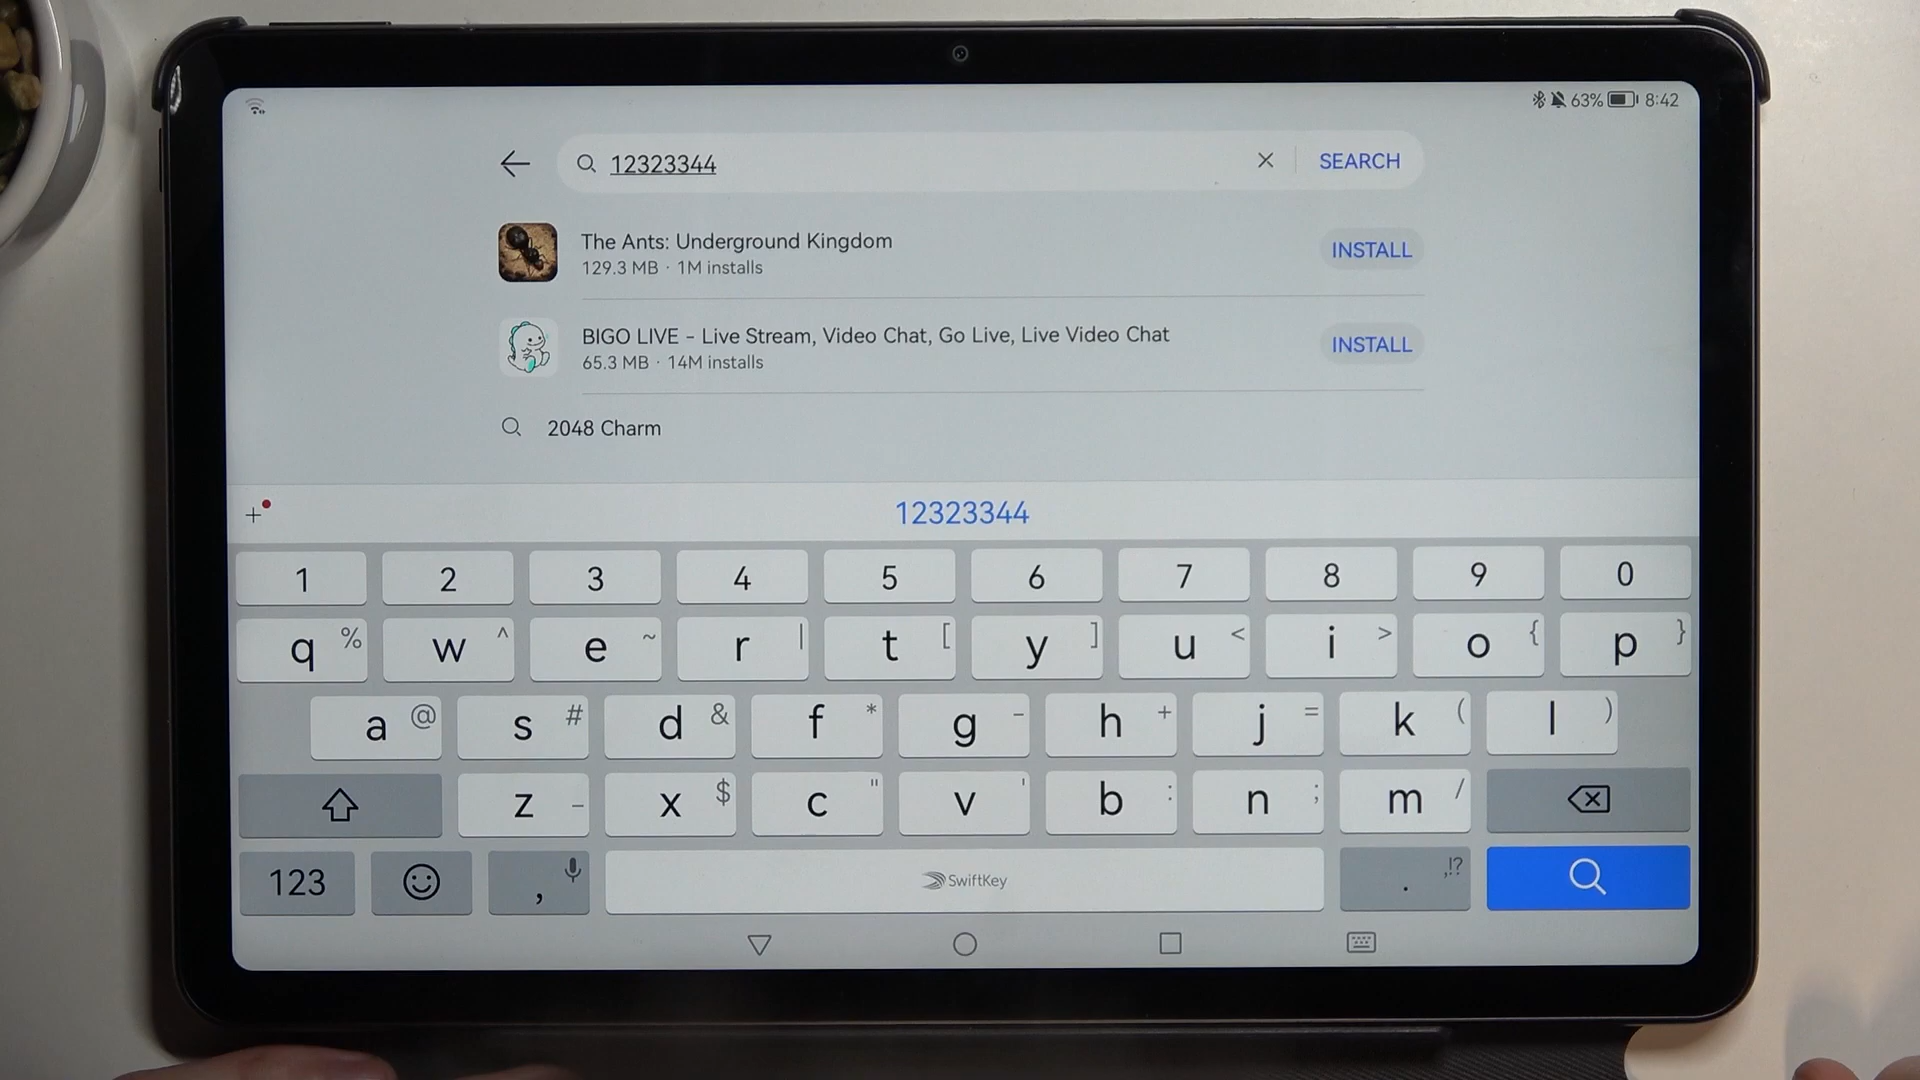 63% 8:42
12323344 SEARCH
The Ants: Underground Kingdom
129.3 MB · 1M installs
INSTALL
BIGO LIVE - Live Stream, Video Chat, Go Live, Live Video Chat
65.3 MB · 14M installs
INSTALL
2048 Charm
+ 12323344
1 2 3 4 5 6 7 8 9 0
q % w ^ e ~ r | t [ y ] u < i > o { p }
a @ s # d & f * g - h + j = k ( l )
z _ x $ c " v ' b : n ; m /
123 , SwiftKey . ,!?